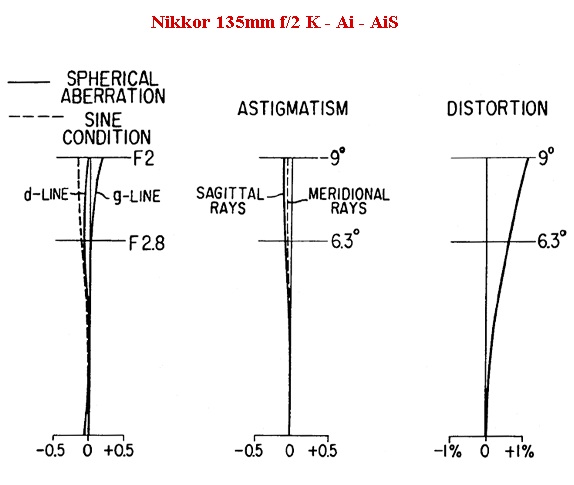 Nikkor 135mm f/2 K - Ai - AiS
SPHERICAL
ABERRATION
SINE
CONDITION
F2
d-LINE
g-LINE
F2.8
-0.5 0 +0.5
ASTIGMATISM
9°
SAGITTAL
RAYS
MERIDIONAL
RAYS
6.3°
-0.5 0 +0.5
DISTORTION
9°
6.3°
-1% 0 +1%